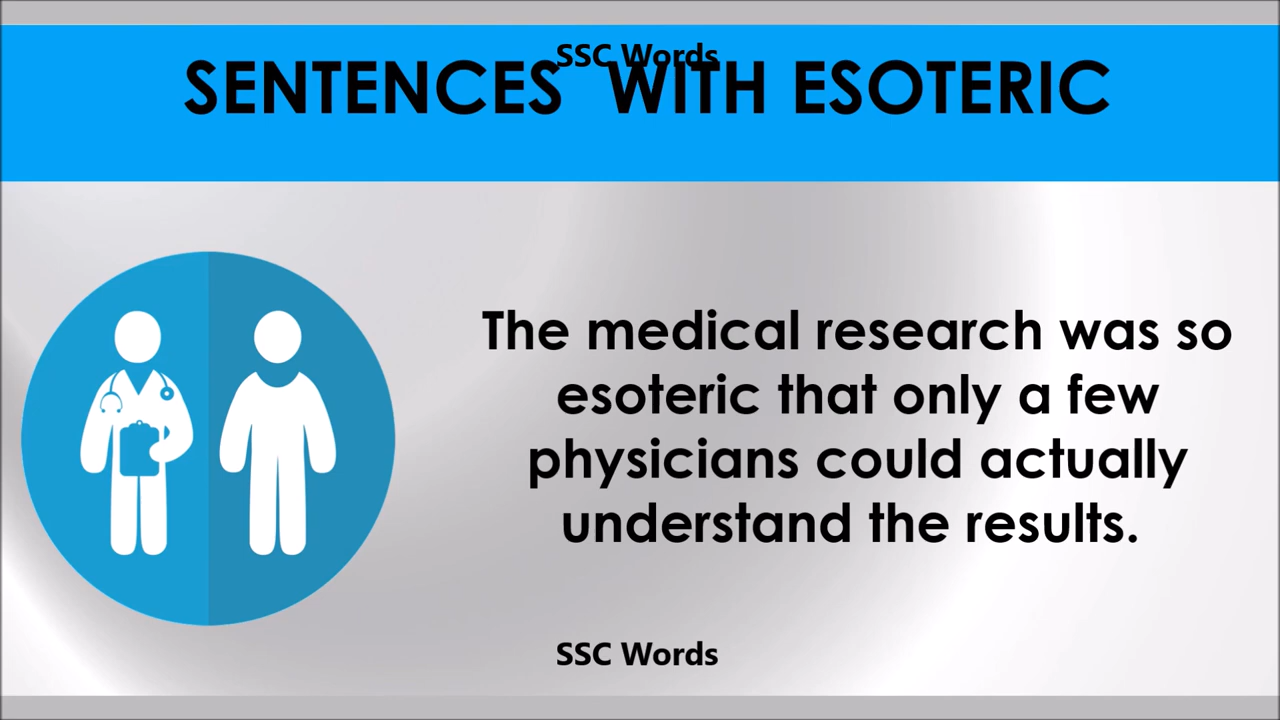 SSC Words
SENTENCES WITH ESOTERIC
The medical research was so
esoteric that only a few
physicians could actually
understand the results.
SSC Words